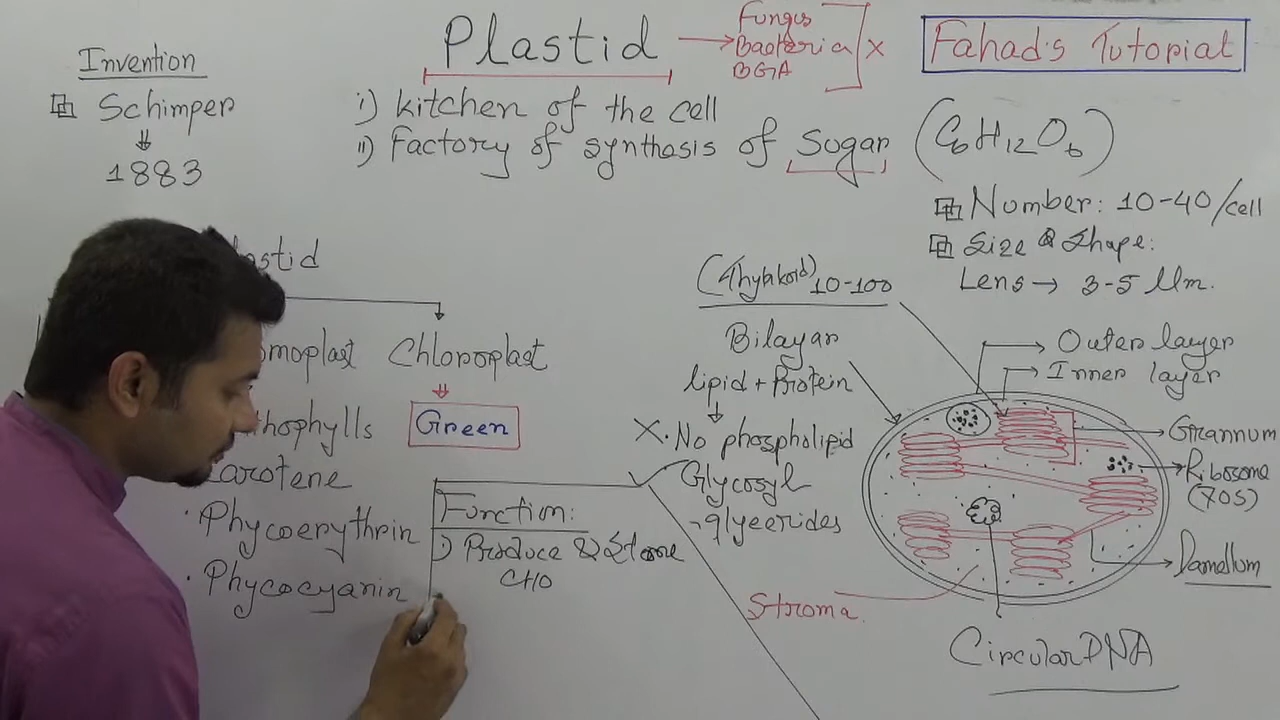 Plastid
Fungus
Bacteria
BGA
X
Fahad's Tutorial
Invention
Schimper
1883
i) Kitchen of the cell
ii) Factory of synthesis of Sugar (C6H12O6)
Number: 10-40/cell
Size & Shape:
Lens → 3-5 Mm.
Chloroplast
Green
Phycoerythrin
Phycocyanin
Function:
i) Produce & Store
CHO
(Thylakoid) 10-100
Bilayar
lipid + Protein
X. No phospholipid
Glycosyl
-glycerides
Outer layer
Inner layer
Grannum
Ribosome
(70S)
Lamellum
Stroma
Circular DNA